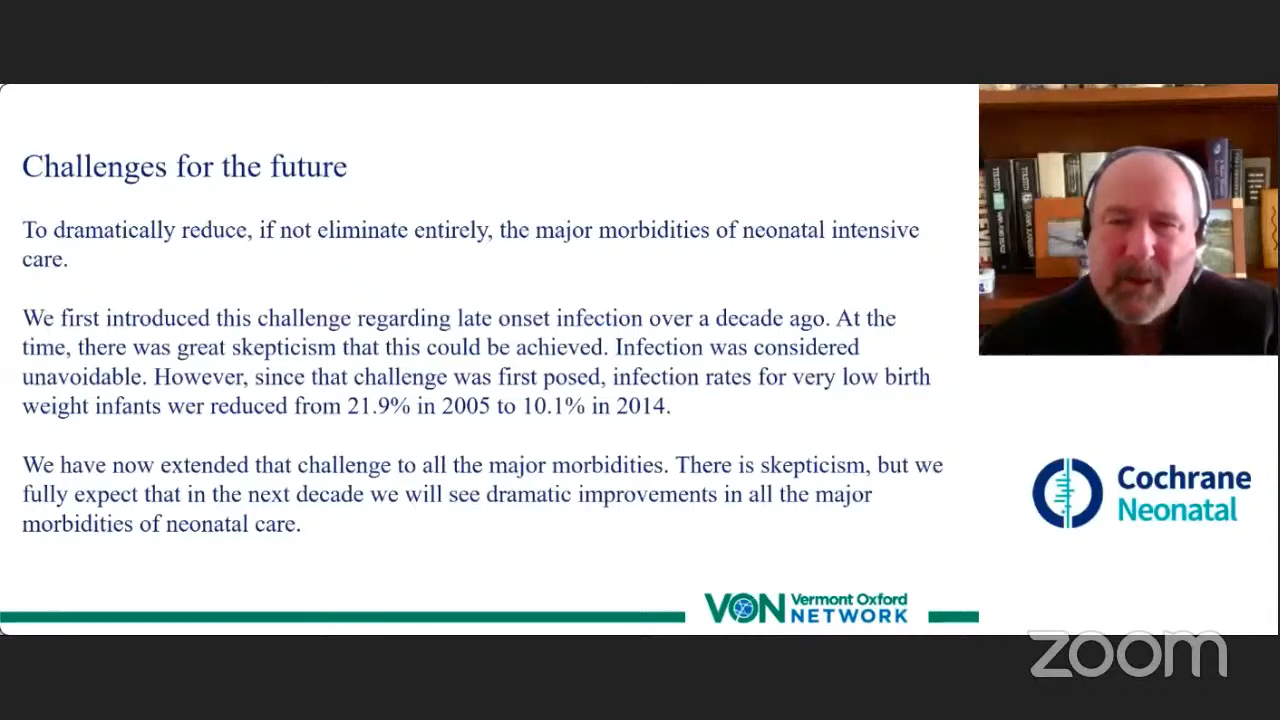 Challenges for the future
To dramatically reduce, if not eliminate entirely, the major morbidities of neonatal intensive
care.
We first introduced this challenge regarding late onset infection over a decade ago. At the
time, there was great skepticism that this could be achieved. Infection was considered
unavoidable. However, since that challenge was first posed, infection rates for very low birth
weight infants wer reduced from 21.9% in 2005 to 10.1% in 2014.
We have now extended that challenge to all the major morbidities. There is skepticism, but we
fully expect that in the next decade we will see dramatic improvements in all the major
morbidities of neonatal care.
Cochrane
Neonatal
VON Vermont Oxford
NETWORK
zoom